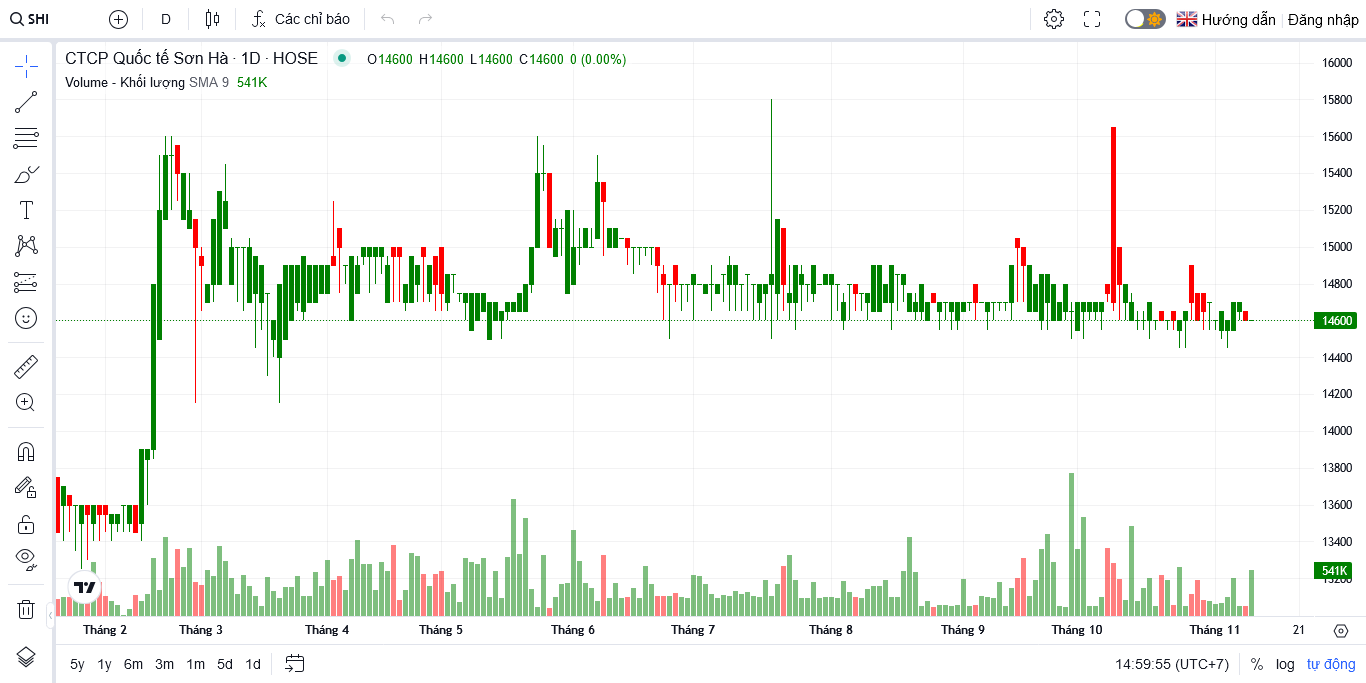 SHI D Các chỉ báo Hướng dẫn Đăng nhập
CTCP Quốc tế Sơn Hà · 1D · HOSE O14600 H14600 L14600 C14600 0 (0.00%)
Volume - Khối lượng SMA 9 541K
16000
15800
15600
15400
15200
15000
14800
14600
14400
14200
14000
13800
13600
13400
541K
13200
Tháng 2 Tháng 3 Tháng 4 Tháng 5 Tháng 6 Tháng 7 Tháng 8 Tháng 9 Tháng 10 Tháng 11 21
5y 1y 6m 3m 1m 5d 1d 14:59:55 (UTC+7) % log tự động